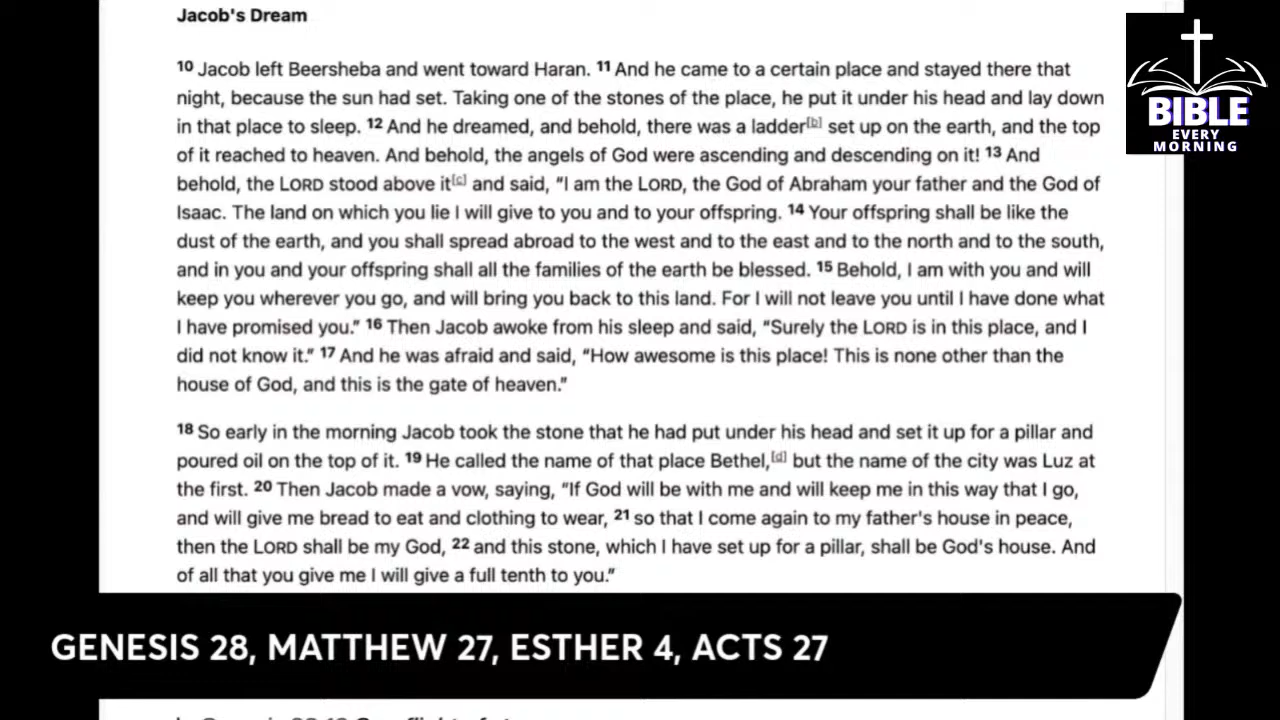 Jacob's Dream
10 Jacob left Beersheba and went toward Haran. 11 And he came to a certain place and stayed there that
night, because the sun had set. Taking one of the stones of the place, he put it under his head and lay down
in that place to sleep. 12 And he dreamed, and behold, there was a ladder[b] set up on the earth, and the top
of it reached to heaven. And behold, the angels of God were ascending and descending on it! 13 And
behold, the LORD stood above it[c] and said, “I am the LORD, the God of Abraham your father and the God of
Isaac. The land on which you lie I will give to you and to your offspring. 14 Your offspring shall be like the
dust of the earth, and you shall spread abroad to the west and to the east and to the north and to the south,
and in you and your offspring shall all the families of the earth be blessed. 15 Behold, I am with you and will
keep you wherever you go, and will bring you back to this land. For I will not leave you until I have done what
I have promised you.” 16 Then Jacob awoke from his sleep and said, “Surely the LORD is in this place, and I
did not know it.” 17 And he was afraid and said, “How awesome is this place! This is none other than the
house of God, and this is the gate of heaven.”
18 So early in the morning Jacob took the stone that he had put under his head and set it up for a pillar and
poured oil on the top of it. 19 He called the name of that place Bethel,[d] but the name of the city was Luz at
the first. 20 Then Jacob made a vow, saying, “If God will be with me and will keep me in this way that I go,
and will give me bread to eat and clothing to wear, 21 so that I come again to my father's house in peace,
then the LORD shall be my God, 22 and this stone, which I have set up for a pillar, shall be God's house. And
of all that you give me I will give a full tenth to you.”
BIBLE
EVERY
MORNING
GENESIS 28, MATTHEW 27, ESTHER 4, ACTS 27